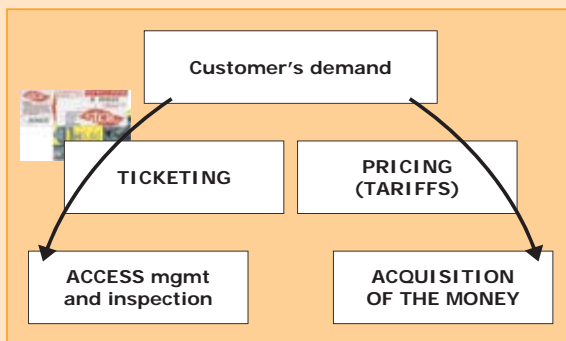 Customer's demand
TICKETING
PRICING
(TARIFFS)
ACCESS mgmt
and inspection
ACQUISITION
OF THE MONEY